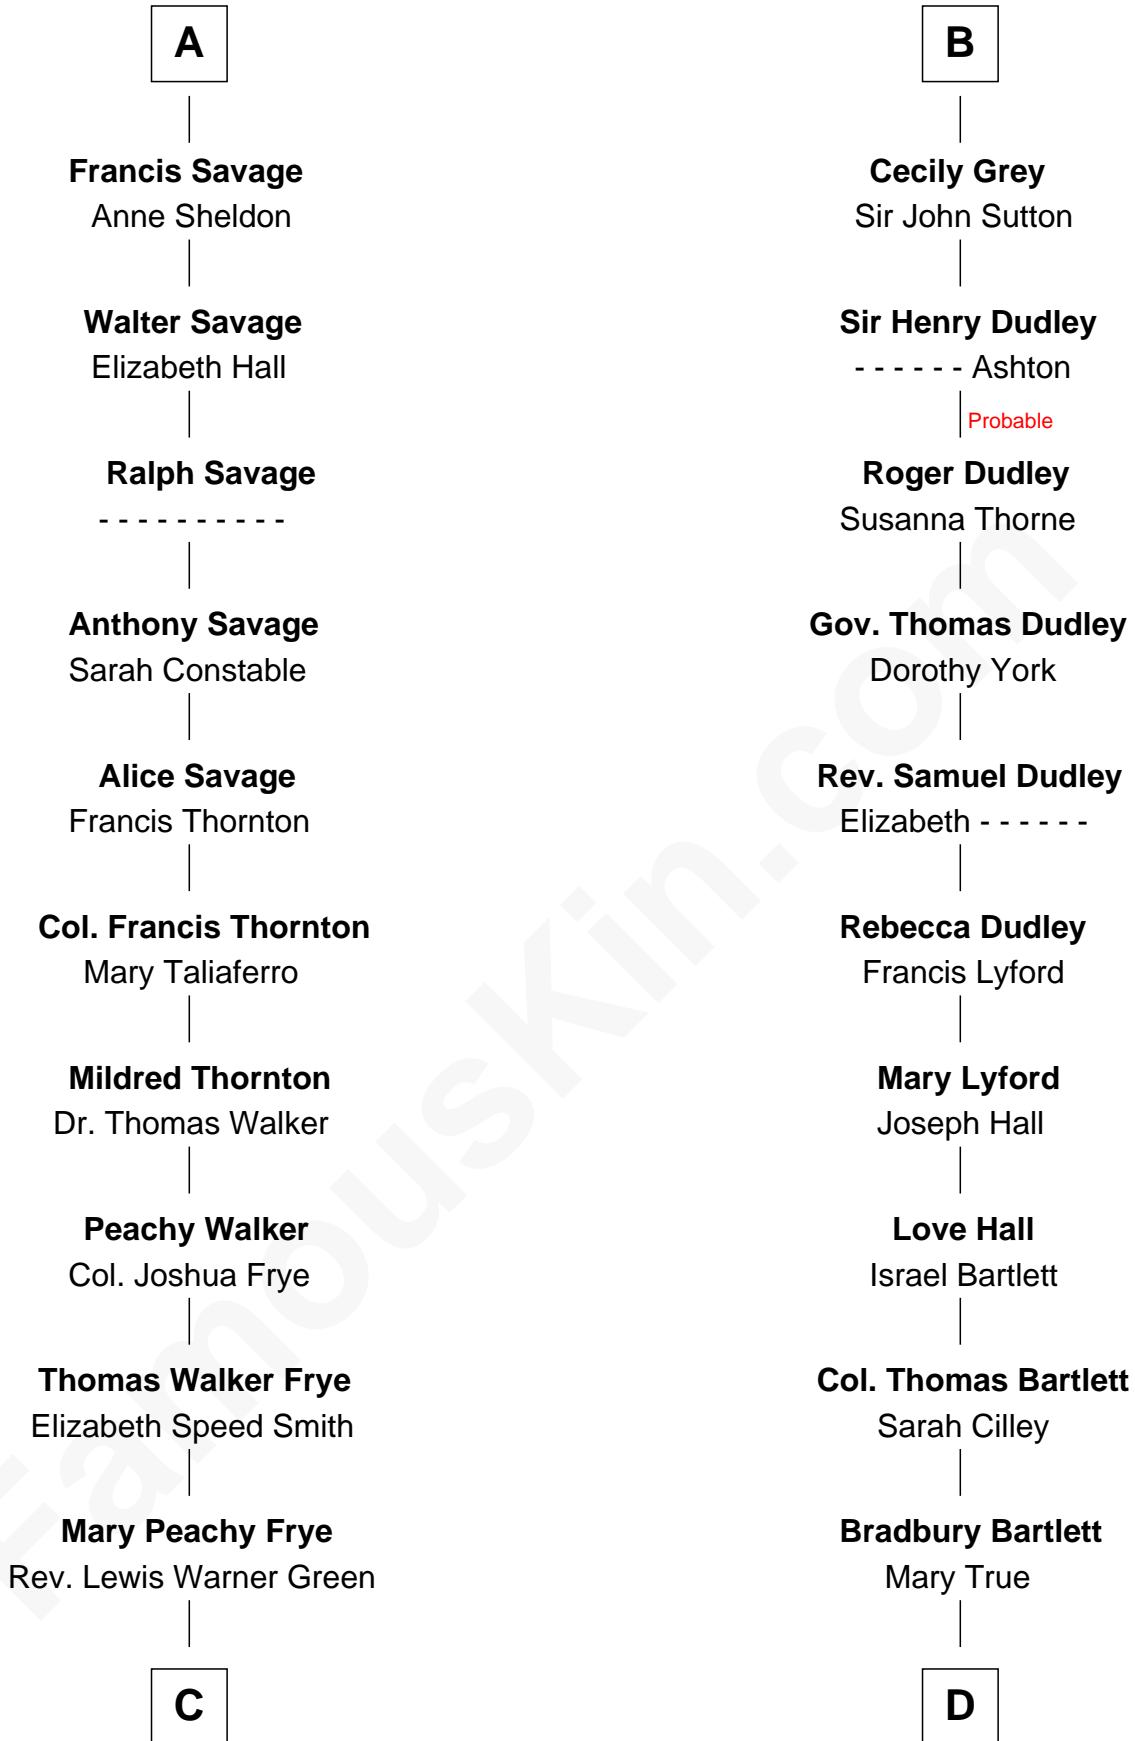 A
Francis Savage
Anne Sheldon
Walter Savage
Elizabeth Hall
Ralph Savage
- - - - - - - - - -
Anthony Savage
Sarah Constable
Alice Savage
Francis Thornton
Col. Francis Thornton
Mary Taliaferro
Mildred Thornton
Dr. Thomas Walker
Peachy Walker
Col. Joshua Frye
Thomas Walker Frye
Elizabeth Speed Smith
Mary Peachy Frye
Rev. Lewis Warner Green
C
B
Cecily Grey
Sir John Sutton
Sir Henry Dudley
- - - - - - Ashton
Probable
Roger Dudley
Susanna Thorne
Gov. Thomas Dudley
Dorothy York
Rev. Samuel Dudley
Elizabeth - - - - - -
Rebecca Dudley
Francis Lyford
Mary Lyford
Joseph Hall
Love Hall
Israel Bartlett
Col. Thomas Bartlett
Sarah Cilley
Bradbury Bartlett
Mary True
D
FamousKin.com